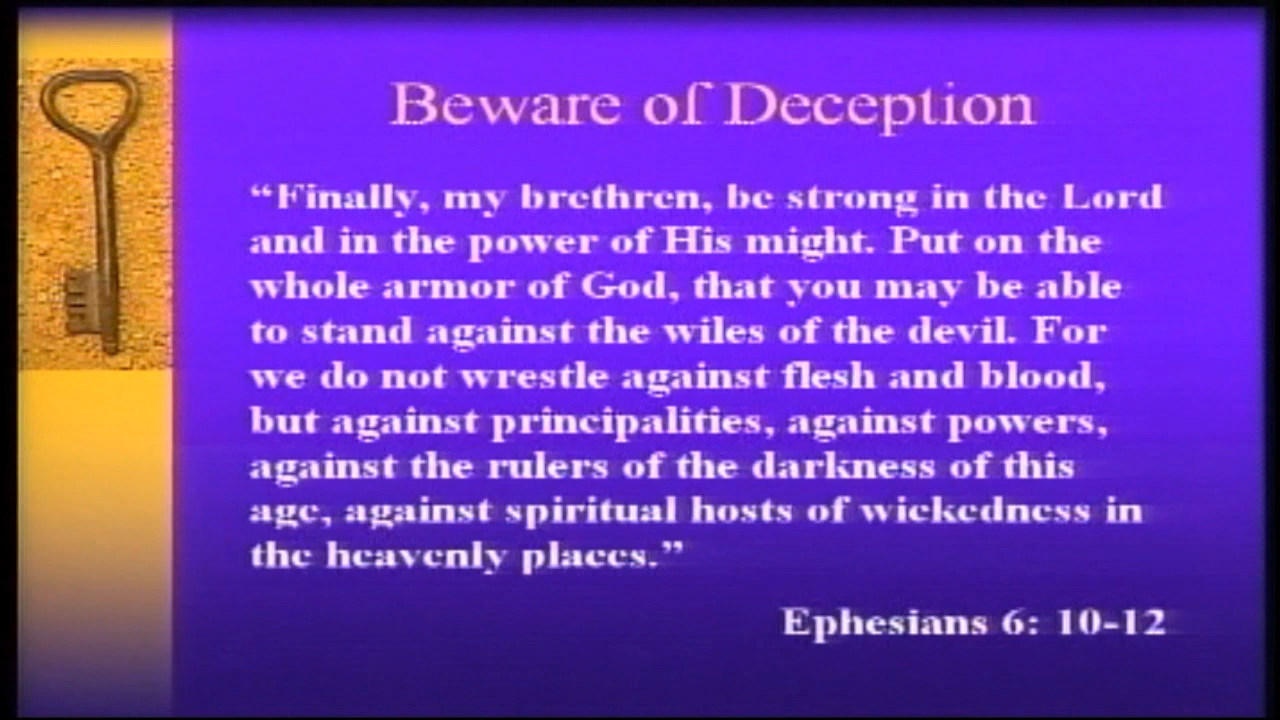 Beware of Deception
“Finally, my brethren, be strong in the Lord
and in the power of His might. Put on the
whole armor of God, that you may be able
to stand against the wiles of the devil. For
we do not wrestle against flesh and blood,
but against principalities, against powers,
against the rulers of the darkness of this
age, against spiritual hosts of wickedness in
the heavenly places.”
Ephesians 6: 10-12